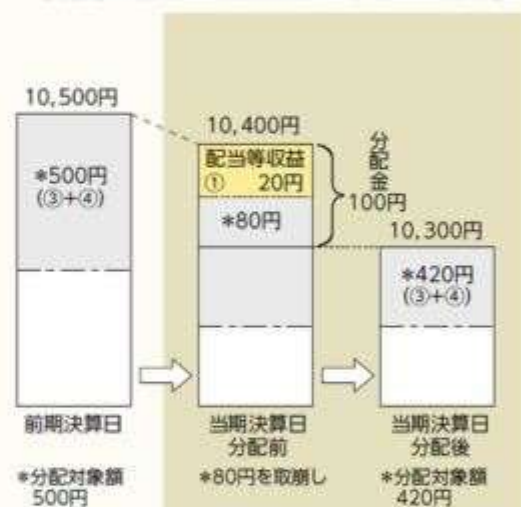 10,500円
*500円
(③+④)
前期決算日
*分配対象額
500円
10,400円
配当等収益
① 20円
*80円
分配金
100円
当期決算日
分配前
*80円を取崩し
10,300円
*420円
(③+④)
当期決算日
分配後
*分配対象額
420円